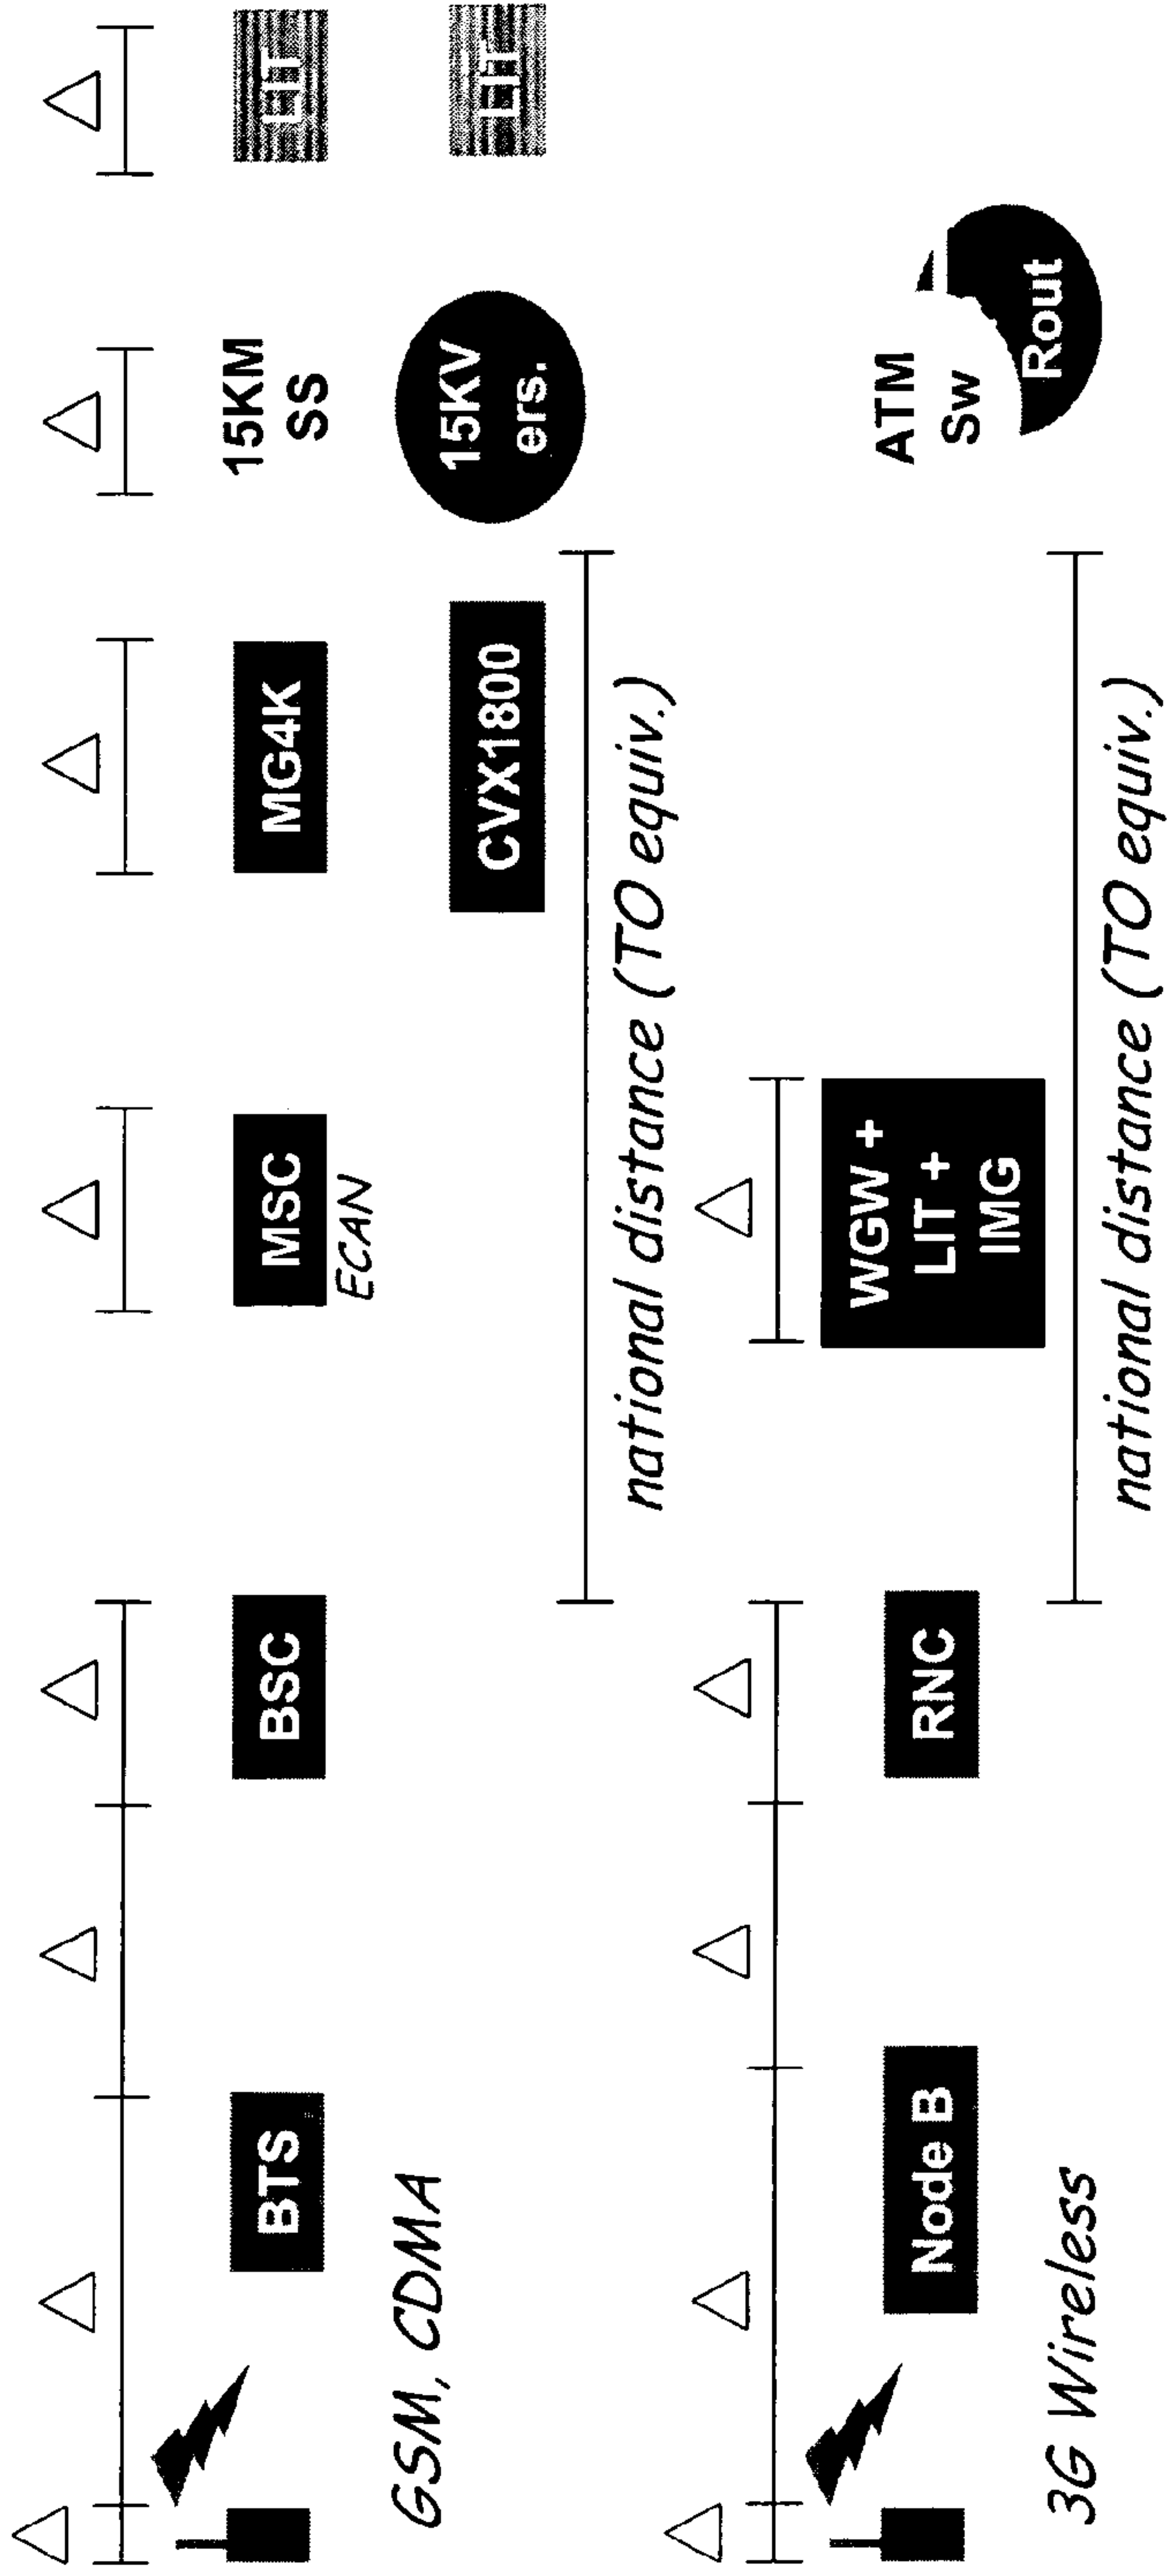 BTS
BSC
MSC
ECAN
MG4K
15KM
SS
LIT
GSM, CDMA
CVX1800
15KV
ers.
LIT
national distance (TO equiv.)
Node B
RNC
WGW +
LIT +
IMG
ATM
Sw
Rout
3G Wireless
national distance (TO equiv.)